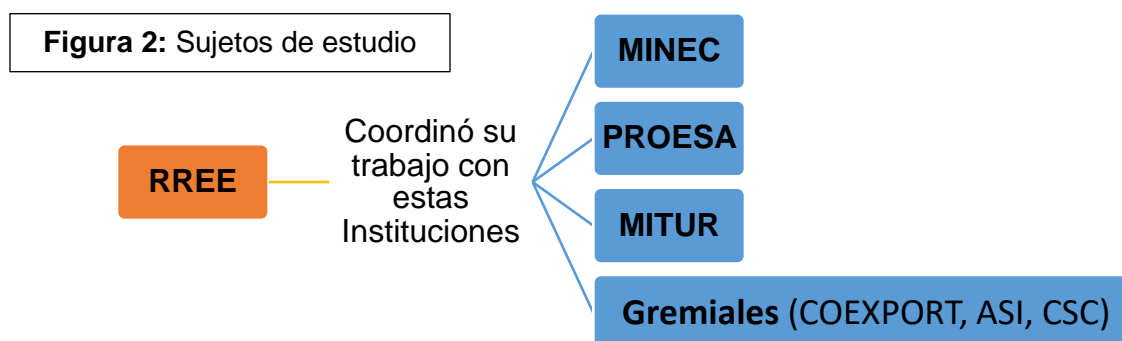 Figura 2: Sujetos de estudio
RREE
Coordinó su
trabajo con
estas
Instituciones
MINEC
PROESA
MITUR
Gremiales (COEXPORT, ASI, CSC)